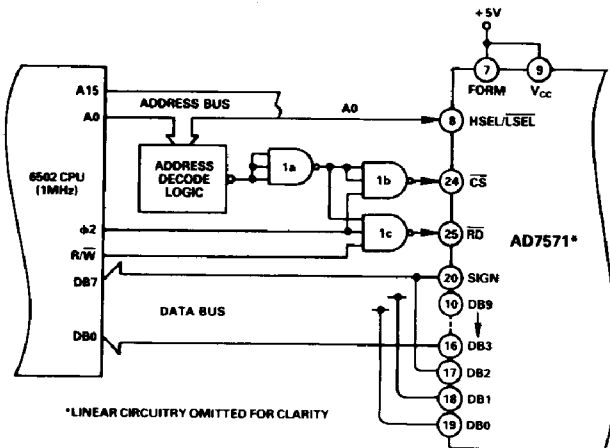 +5V
7
9
FORM
VCC
A15
ADDRESS BUS
A0
A0
8
HSEL/LSEL
6502 CPU
(1MHz)
ADDRESS
DECODE
LOGIC
1a
1b
24
CS
1c
ϕ2
25
RD
AD7571*
R/W
DB7
20
SIGN
10
DB9
DATA BUS
DB0
16
DB3
17
DB2
18
DB1
19
DB0
*LINEAR CIRCUITRY OMITTED FOR CLARITY